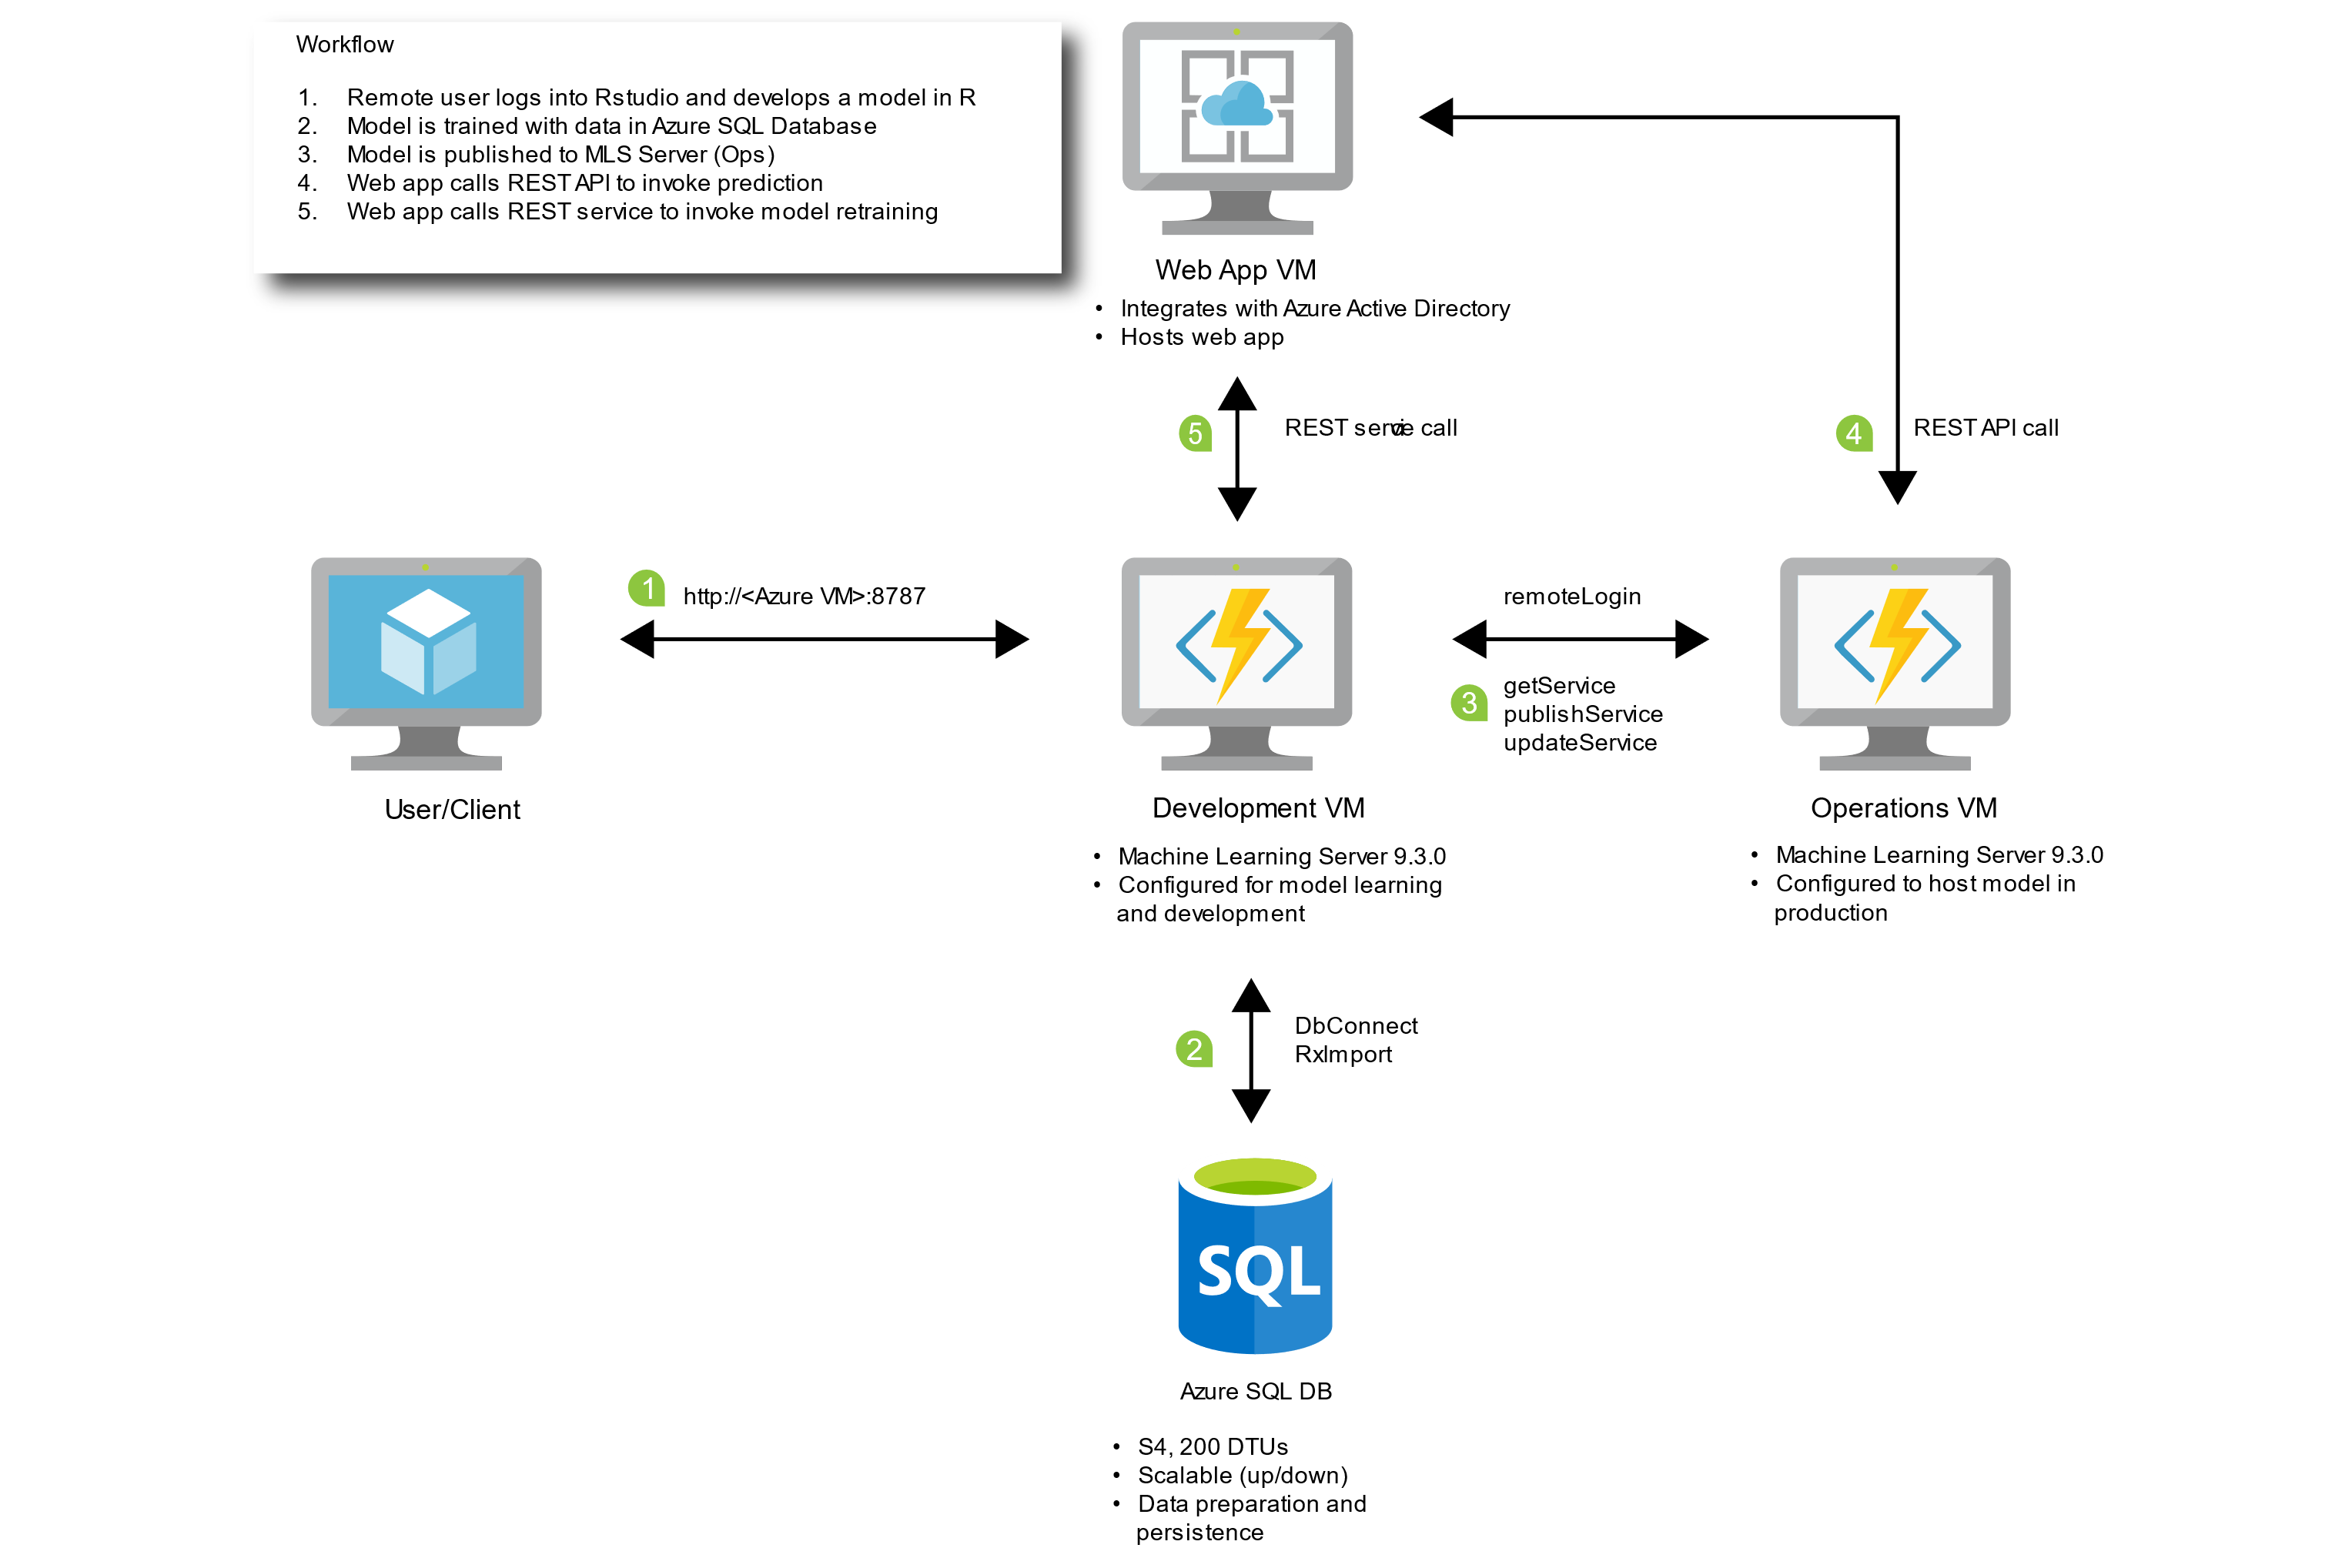 Workflow
1. Remote user logs into Rstudio and develops a model in R
2. Model is trained with data in Azure SQL Database
3. Model is published to MLS Server (Ops)
4. Web app calls REST API to invoke prediction
5. Web app calls REST service to invoke model retraining
Web App VM
• Integrates with Azure Active Directory
• Hosts web app
5 REST service call
4 REST API call
1 http://<Azure VM>:8787
remoteLogin
3 getService
publishService
updateService
User/Client
Development VM
• Machine Learning Server 9.3.0
• Configured for model learning
and development
Operations VM
• Machine Learning Server 9.3.0
• Configured to host model in
production
2 DbConnect
RxImport
SQL
Azure SQL DB
• S4, 200 DTUs
• Scalable (up/down)
• Data preparation and
persistence